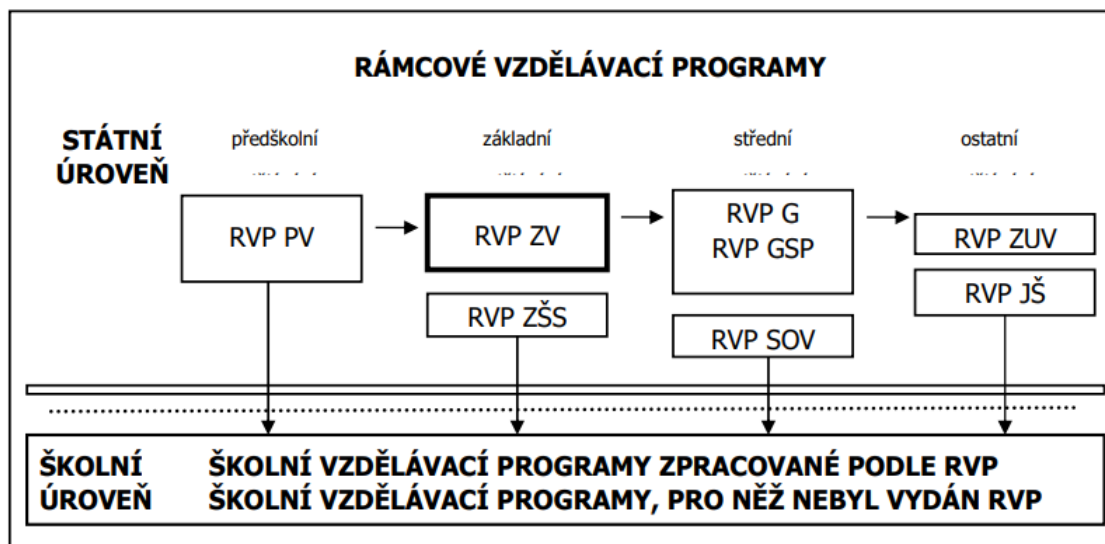 RÁMCOVÉ VZDĚLÁVACÍ PROGRAMY
STÁTNÍ ÚROVEŇ
předškolní
základní
střední
ostatní
RVP PV
RVP ZV
RVP G
RVP GSP
RVP ZUV
RVP ZŠS
RVP JŠ
RVP SOV
ŠKOLNÍ ŠKOLNÍ VZDĚLÁVACÍ PROGRAMY ZPRACOVANÉ PODLE RVP
ÚROVEŇ ŠKOLNÍ VZDĚLÁVACÍ PROGRAMY, PRO NĚŽ NEBYL VYDÁN RVP